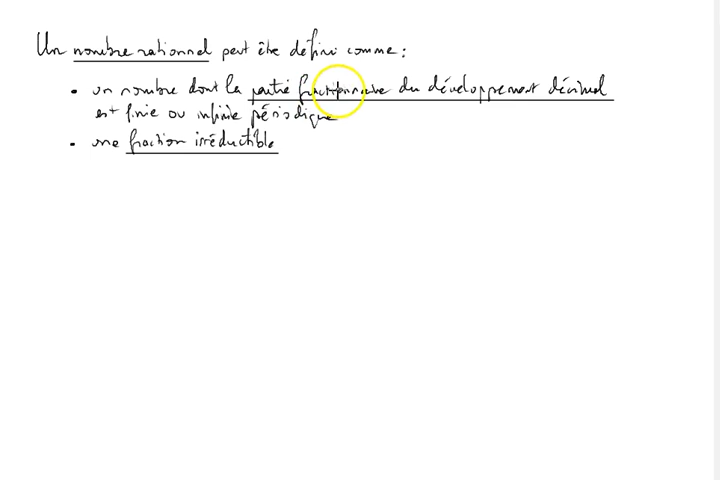 Un nombre rationnel peut être défini comme :
• un nombre dont la partie fractionnaire du développement décimal
est finie ou infinie périodique
• une fraction irréductible